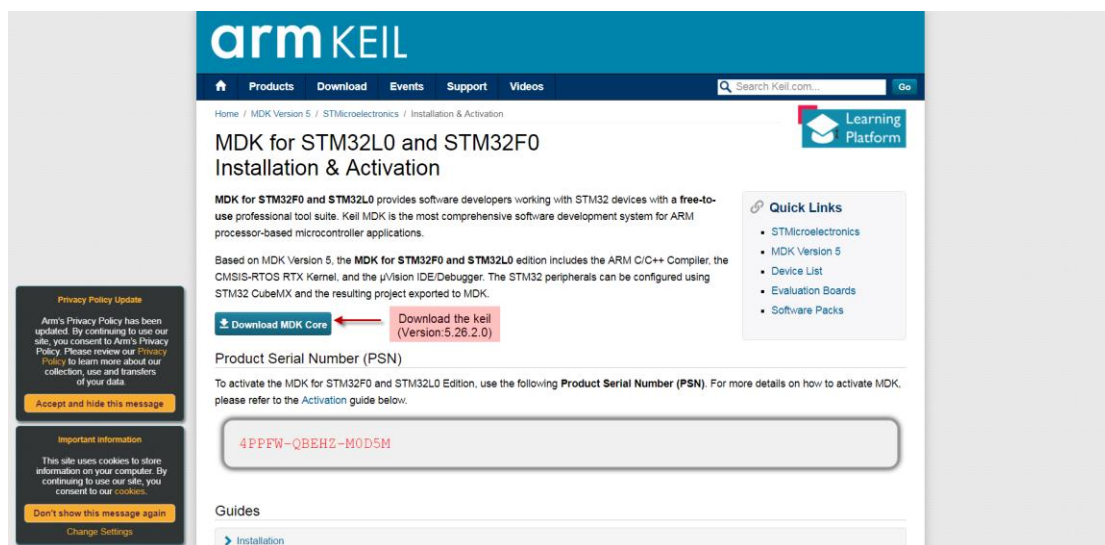 arm KEIL
Products Download Events Support Videos
Search Keil.com...
Go
Home / MDK Version 5 / STMicroelectronics / Installation & Activation
Learning
Platform
MDK for STM32L0 and STM32F0
Installation & Activation
MDK for STM32F0 and STM32L0 provides software developers working with STM32 devices with a free-to-
use professional tool suite. Keil MDK is the most comprehensive software development system for ARM
processor-based microcontroller applications.
Based on MDK Version 5, the MDK for STM32F0 and STM32L0 edition includes the ARM C/C++ Compiler, the
CMSIS-RTOS RTX Kernel, and the µVision IDE/Debugger. The STM32 peripherals can be configured using
STM32 CubeMX and the resulting project exported to MDK.
Quick Links
STMicroelectronics
MDK Version 5
Device List
Evaluation Boards
Software Packs
Download MDK Core
Download the keil
(Version:5.26.2.0)
Product Serial Number (PSN)
To activate the MDK for STM32F0 and STM32L0 Edition, use the following Product Serial Number (PSN). For more details on how to activate MDK,
please refer to the Activation guide below.
4PPFW-QBEHZ-M0D5M
Guides
Installation
Privacy Policy Update
Arm's Privacy Policy has been
updated. By continuing to use our
site, you consent to Arm's Privacy
Policy. Please review our Privacy
Policy to learn more about our
collection, use and transfers
of your data.
Accept and hide this message
Important information
This site uses cookies to store
information on your computer. By
continuing to use our site, you
consent to our cookies.
Don't show this message again
Change Settings